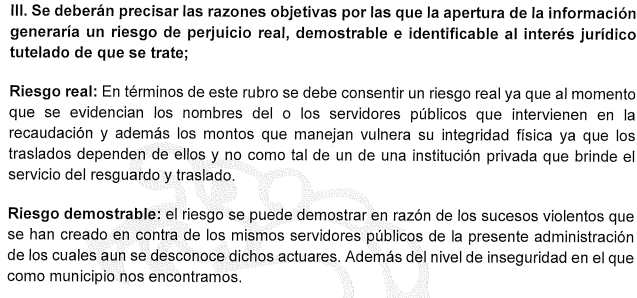 III. Se deberán precisar las razones objetivas por las que la apertura de la información
generaría un riesgo de perjuicio real, demostrable e identificable al interés jurídico
tutelado de que se trate;
Riesgo real: En términos de este rubro se debe consentir un riesgo real ya que al momento
que se evidencian los nombres del o los servidores públicos que intervienen en la
recaudación y además los montos que manejan vulnera su integridad física ya que los
traslados dependen de ellos y no como tal de un de una institución privada que brinde el
servicio del resguardo y traslado.
Riesgo demostrable: el riesgo se puede demostrar en razón de los sucesos violentos que
se han creado en contra de los mismos servidores públicos de la presente administración
de los cuales aun se desconoce dichos actuares. Además del nivel de inseguridad en el que
como municipio nos encontramos.